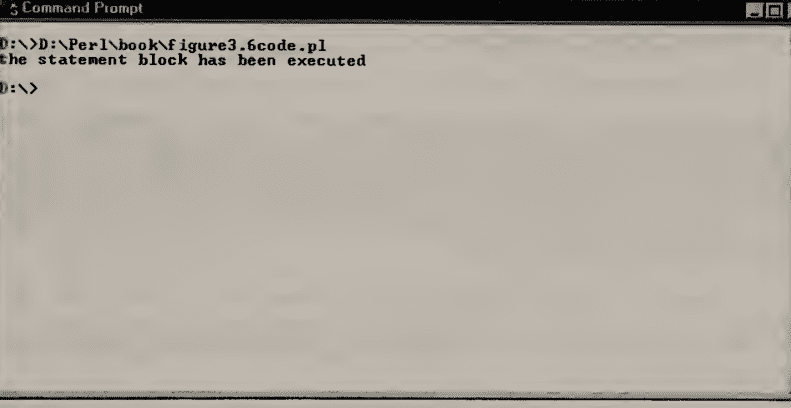 Command Prompt
D:\>D:\Perl\book\figure3.6code.pl
the statement block has been executed
D:\>